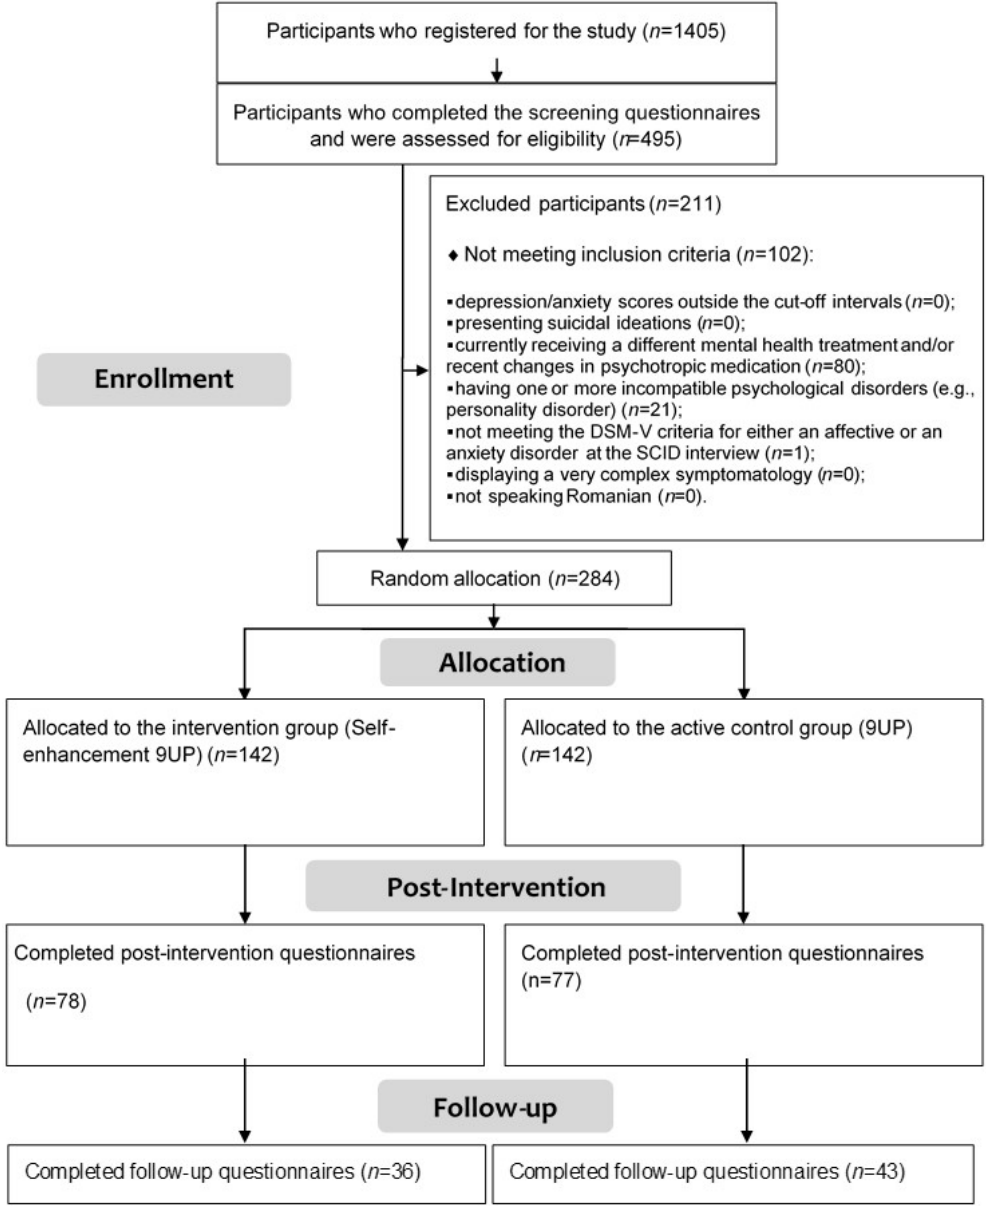 Participants who registered for the study (n=1405)
Participants who completed the screening questionnaires
and were assessed for eligibility (n=495)
Excluded participants (n=211)
♦ Not meeting inclusion criteria (n=102):
▪depression/anxiety scores outside the cut-off intervals (n=0);
▪presenting suicidal ideations (n=0);
▪currently receiving a different mental health treatment and/or
recent changes in psychotropic medication (n=80);
▪having one or more incompatible psychological disorders (e.g.,
personality disorder) (n=21);
▪not meeting the DSM-V criteria for either an affective or an
anxiety disorder at the SCID interview (n=1);
▪displaying a very complex symptomatology (n=0);
▪not speaking Romanian (n=0).
Enrollment
Random allocation (n=284)
Allocation
Allocated to the intervention group (Self-
enhancement 9UP) (n=142)
Allocated to the active control group (9UP)
(n=142)
Post-Intervention
Completed post-intervention questionnaires
(n=78)
Completed post-intervention questionnaires
(n=77)
Follow-up
Completed follow-up questionnaires (n=36)
Completed follow-up questionnaires (n=43)